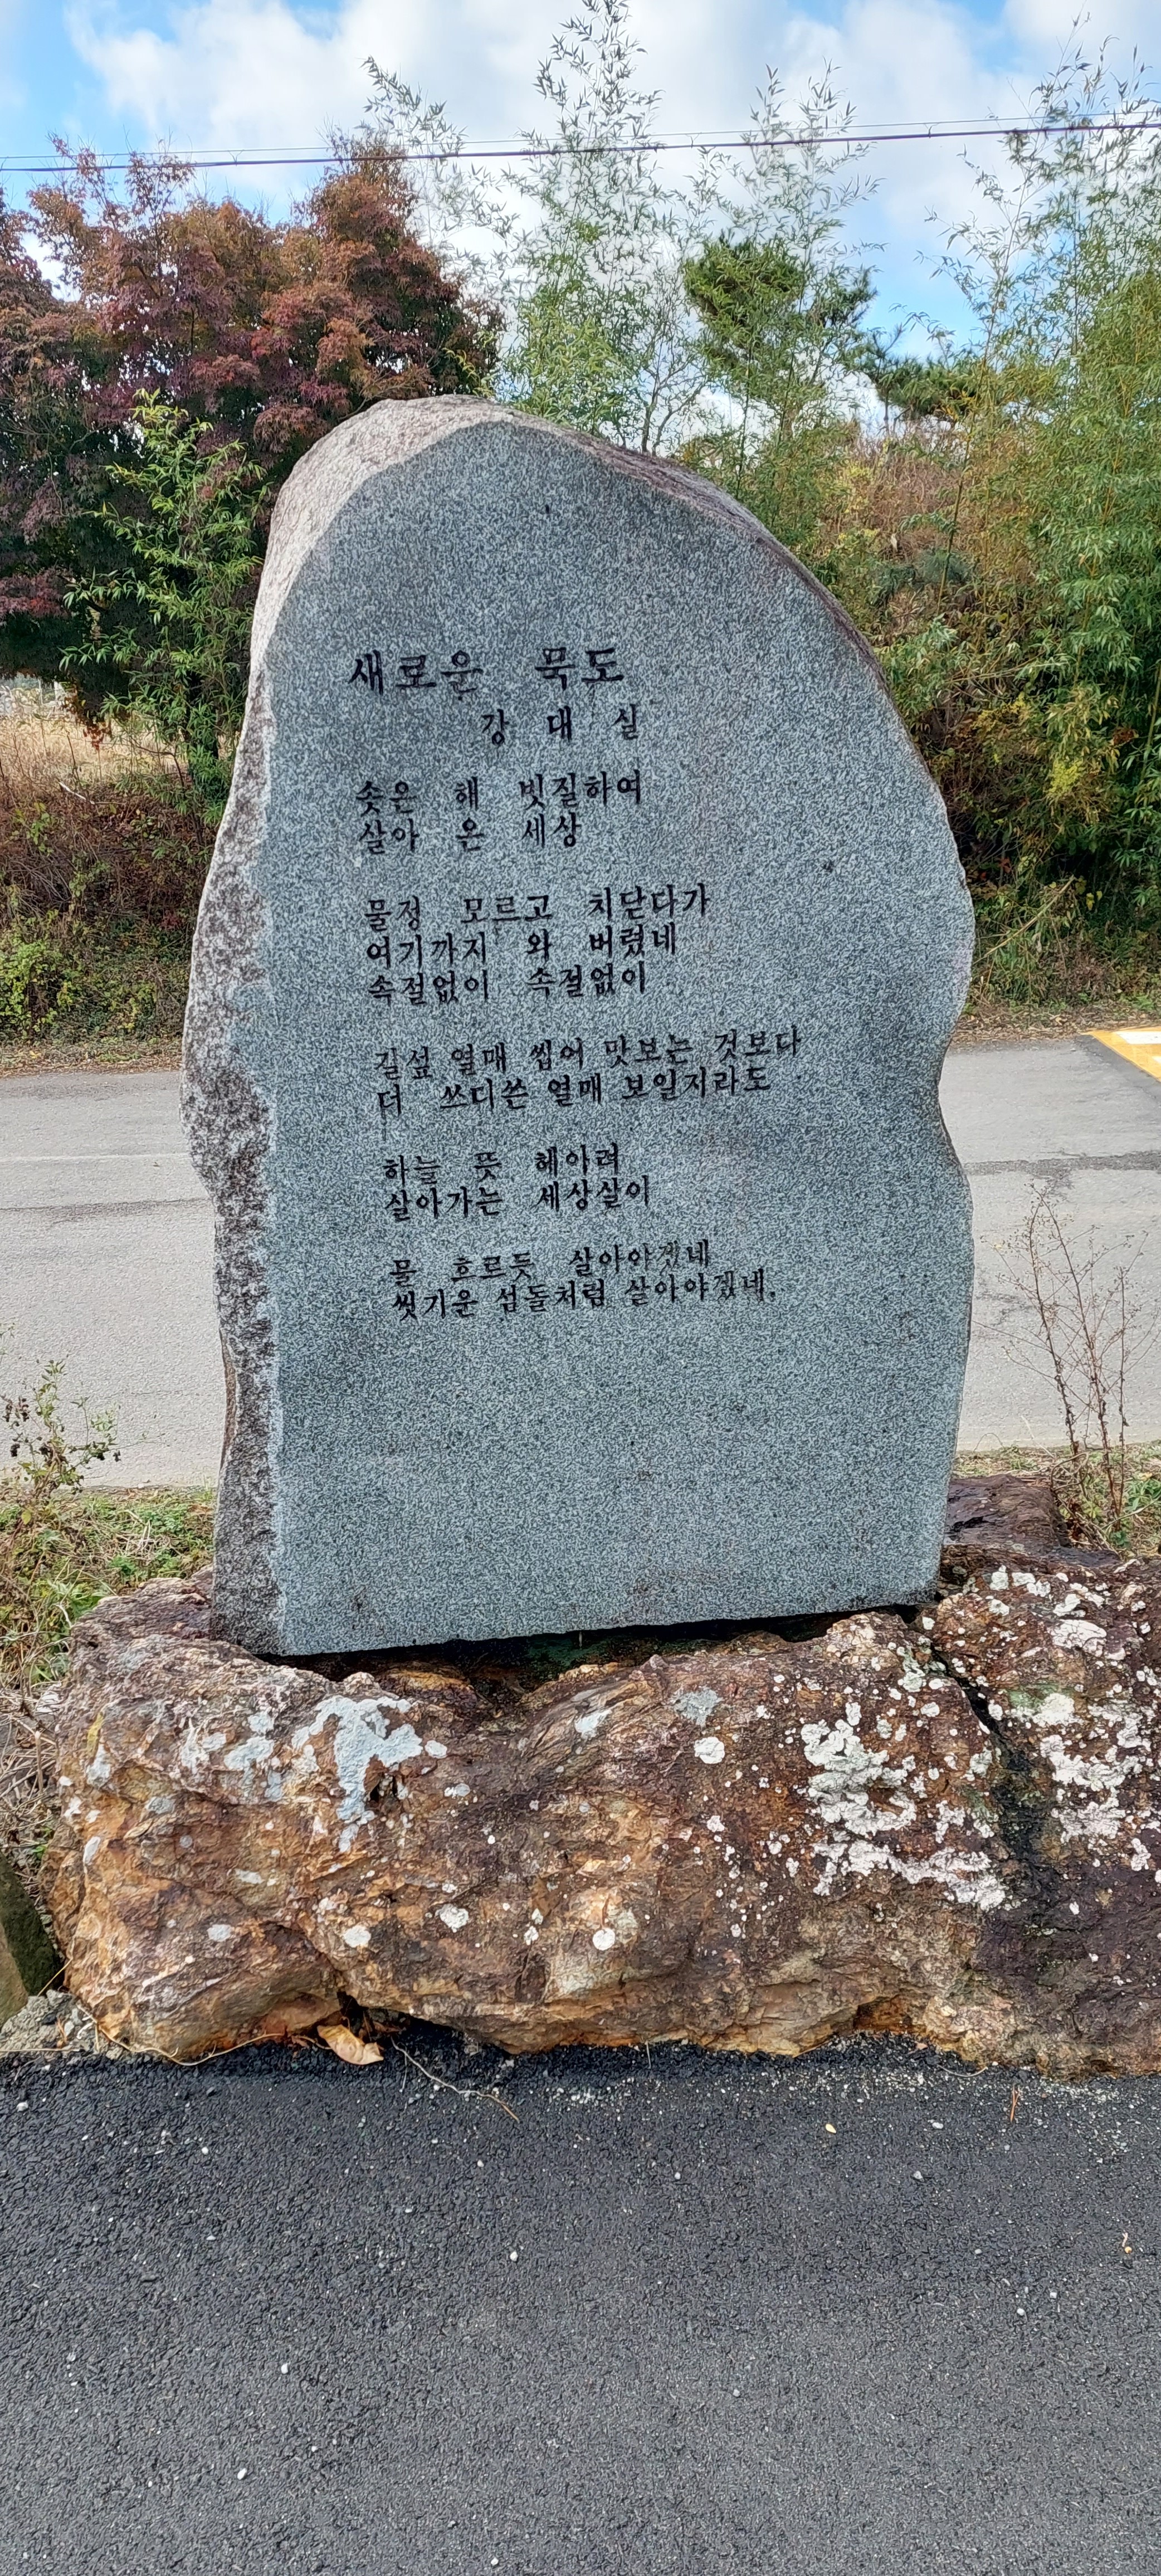 새로운 묵도
강 대 실
솟은 해 빗질하여
살아 온 세상
물정 모르고 치닫다가
여기까지 와 버렸네
속절없이 속절없이
길섶 열매 씹어 맛보는 것보다
더 쓰디쓴 열매 보일지라도
하늘 뜻 헤아려
살아가는 세상살이
물 흐르듯 살아야겠네
씻기운 섬돌처럼 살아야겠네.